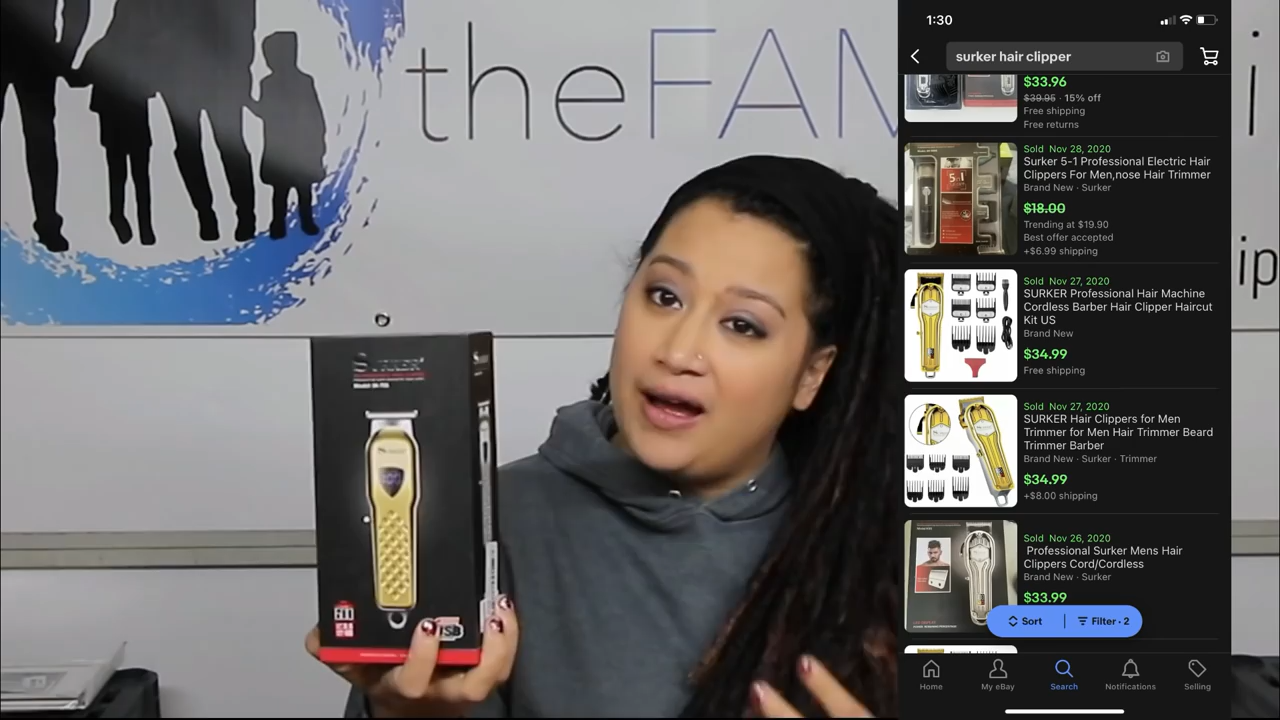 theFAM
i
ip
SURKER
USB
1:30
surker hair clipper
$33.96
$39.95 · 15% off
Free shipping
Free returns
Sold Nov 28, 2020
Surker 5-1 Professional Electric Hair
Clippers For Men,nose Hair Trimmer
Brand New · Surker
$18.00
Trending at $19.90
Best offer accepted
+$6.99 shipping
Sold Nov 27, 2020
SURKER Professional Hair Machine
Cordless Barber Hair Clipper Haircut
Kit US
Brand New
$34.99
Free shipping
Sold Nov 27, 2020
SURKER Hair Clippers for Men
Trimmer for Men Hair Trimmer Beard
Trimmer Barber
Brand New · Surker · Trimmer
$34.99
+$8.00 shipping
Sold Nov 26, 2020
Professional Surker Mens Hair
Clippers Cord/Cordless
Brand New · Surker
$33.99
Sort
Filter · 2
Home
My eBay
Search
Notifications
Selling